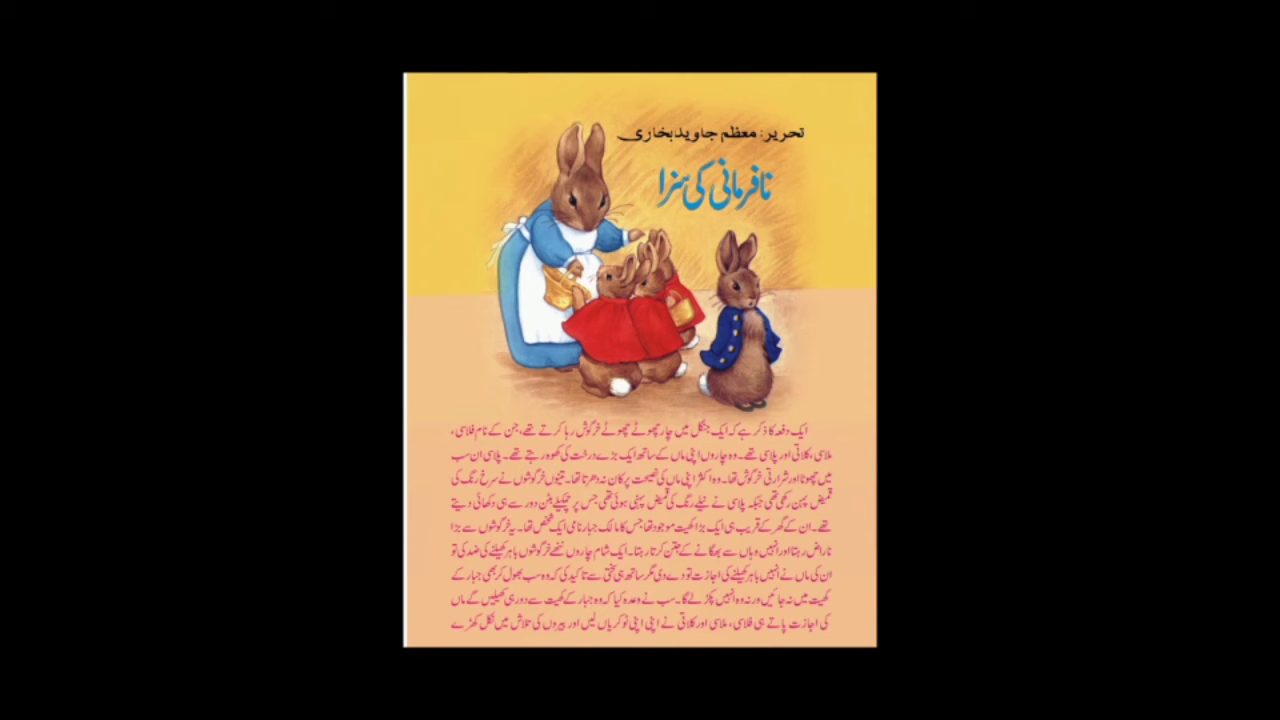 تحریر: معظم جاوید بخاری
نافرمانی کی سزا
ایک دفعہ کا ذکر ہے کہ ایک جنگل میں چار چھوٹے چھوٹے خرگوش رہا کرتے تھے، جن کے نام فلاسی،
ملاسی، کلاتی اور پلاسی تھے۔ وہ چاروں اپنی ماں کے ساتھ ایک بڑے درخت کی کھوہ رہتے تھے۔ پلاسی ان سب
میں چھوٹا اور شرارتی خرگوش تھا۔ وہ اکثر اپنی ماں کی نصیحت پر کان نہ دھرتا تھا۔ تینوں خرگوشوں نے سرخ رنگ کی
قمیض پہن رکھی تھی جبکہ پلاسی نے نیلے رنگ کی قمیض پہنی ہوئی تھی جس پر چمکیلے بٹن دور سے ہی دکھائی دیتے
تھے۔ ان کے گھر کے قریب ہی ایک بڑا کھیت موجود تھا جس کا مالک جبار نامی ایک شخص تھا۔ یہ خرگوشوں سے بڑا
ناراض رہتا اور انہیں وہاں سے بھگانے کے جتن کرتا رہتا۔ ایک شام چاروں ننھے خرگوشوں باہر کھیلنے کی ضد کی تو
ان کی ماں نے انہیں باہر کھیلنے کی اجازت تو دے دی مگر ساتھ ہی سختی سے تاکید کی کہ وہ سب بھول کر بھی جبار کے
کھیت میں نہ جائیں ورنہ وہ انہیں پکڑ لے گا۔ سب نے وعدہ کیا کہ وہ جبار کے کھیت سے دور ہی کھیلیں گے ماں
کی اجازت پاتے ہی فلاسی، ملاسی اور کلاتی نے اپنی اپنی ٹوکریاں لیں اور بیروں کی تلاش میں نکل کھڑے